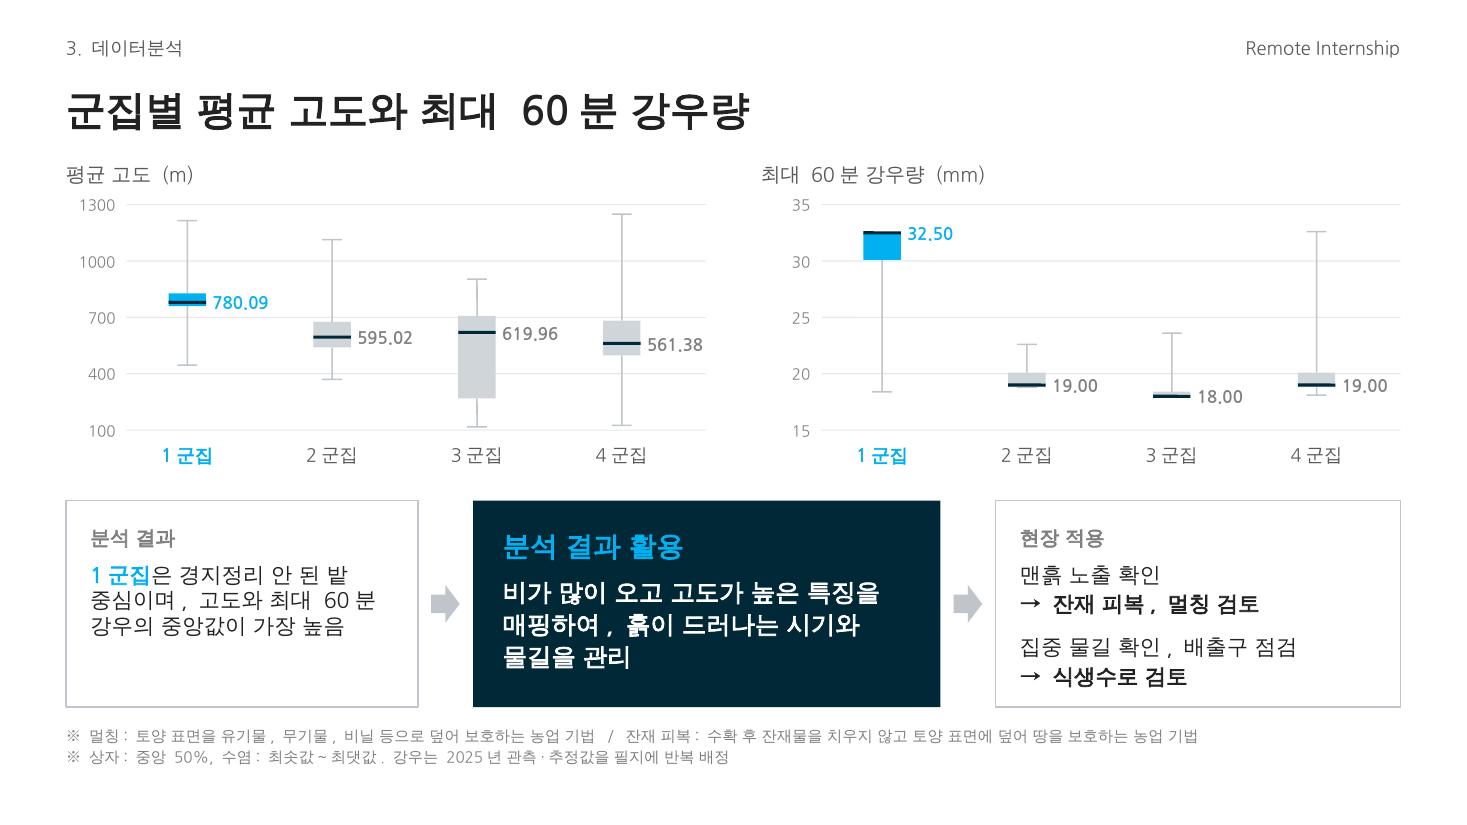 3. 데이터분석
Remote Internship
군집별 평균 고도와 최대 60분 강우량
평균 고도 (m)
1300
1000
700
400
100
780.09
595.02
619.96
561.38
1 군집
2 군집
3 군집
4 군집
최대 60분 강우량 (mm)
35
30
25
20
15
32.50
19.00
18.00
19.00
1 군집
2 군집
3 군집
4 군집
분석 결과
1 군집은 경지정리 안 된 밭
중심이며, 고도와 최대 60분
강우의 중앙값이 가장 높음
분석 결과 활용
비가 많이 오고 고도가 높은 특징을
매핑하여, 흙이 드러나는 시기와
물길을 관리
현장 적용
맨흙 노출 확인
→ 잔재 피복, 멀칭 검토
집중 물길 확인, 배출구 점검
→ 식생수로 검토
※ 멀칭: 토양 표면을 유기물, 무기물, 비닐 등으로 덮어 보호하는 농업 기법 / 잔재 피복: 수확 후 잔재물을 치우지 않고 토양 표면에 덮어 땅을 보호하는 농업 기법
※ 상자: 중앙 50%, 수염: 최솟값~최댓값. 강우는 2025년 관측·추정값을 필지에 반복 배정